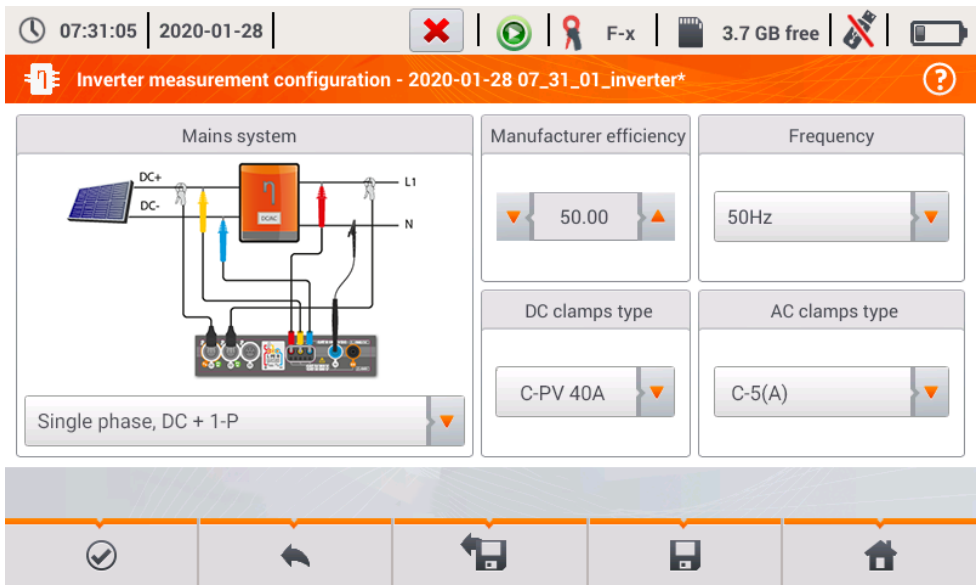 07:31:05 2020-01-28 F-x 3.7 GB free
Inverter measurement configuration - 2020-01-28 07_31_01_inverter*
?
Mains system
DC+
DC-
η
DC/AC
L1
N
Single phase, DC + 1-P
Manufacturer efficiency
50.00
Frequency
50Hz
DC clamps type
C-PV 40A
AC clamps type
C-5(A)